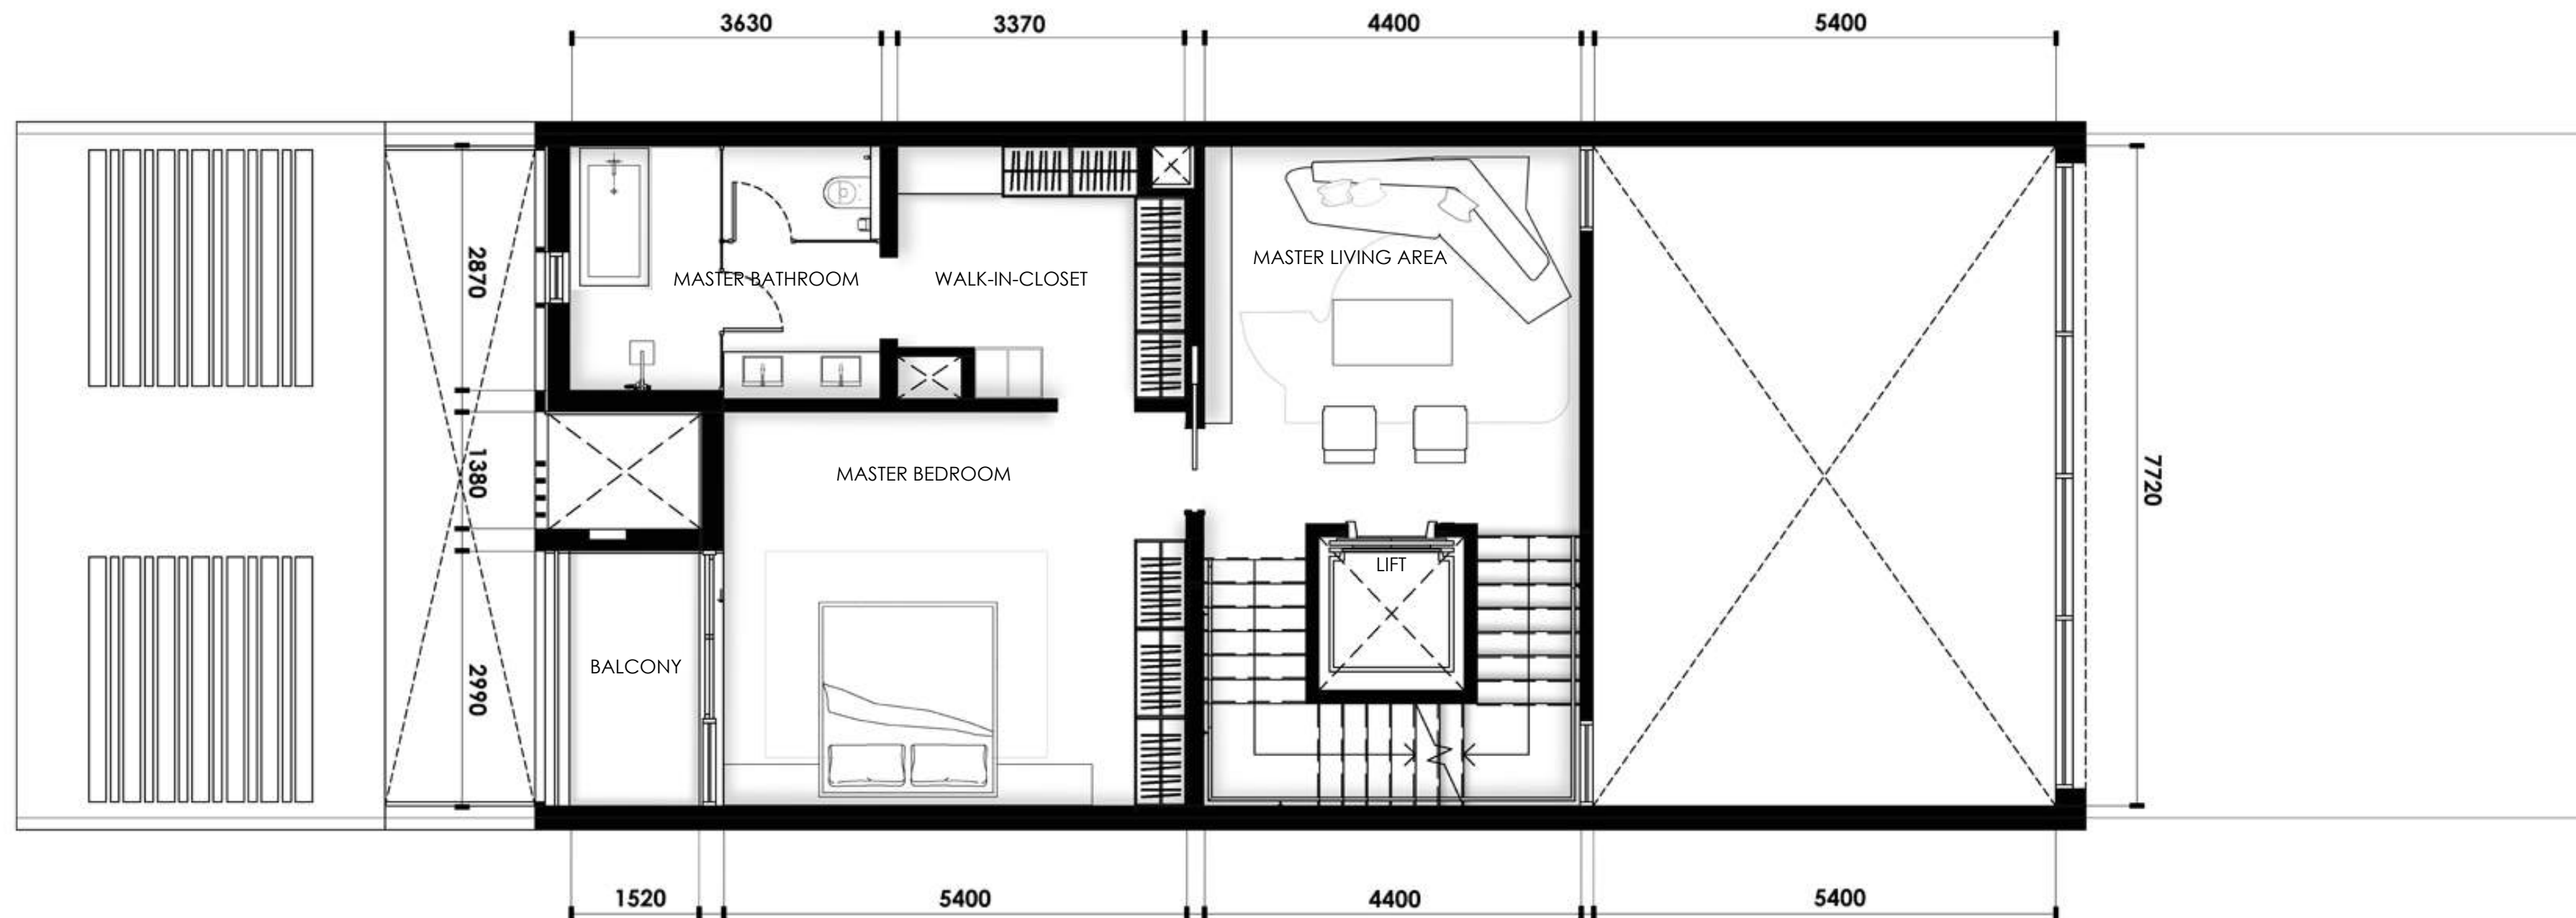 3630
3370
4400
5400
2870
MASTER BATHROOM
WALK-IN-CLOSET
MASTER LIVING AREA
1380
MASTER BEDROOM
7720
LIFT
2990
BALCONY
1520
5400
4400
5400